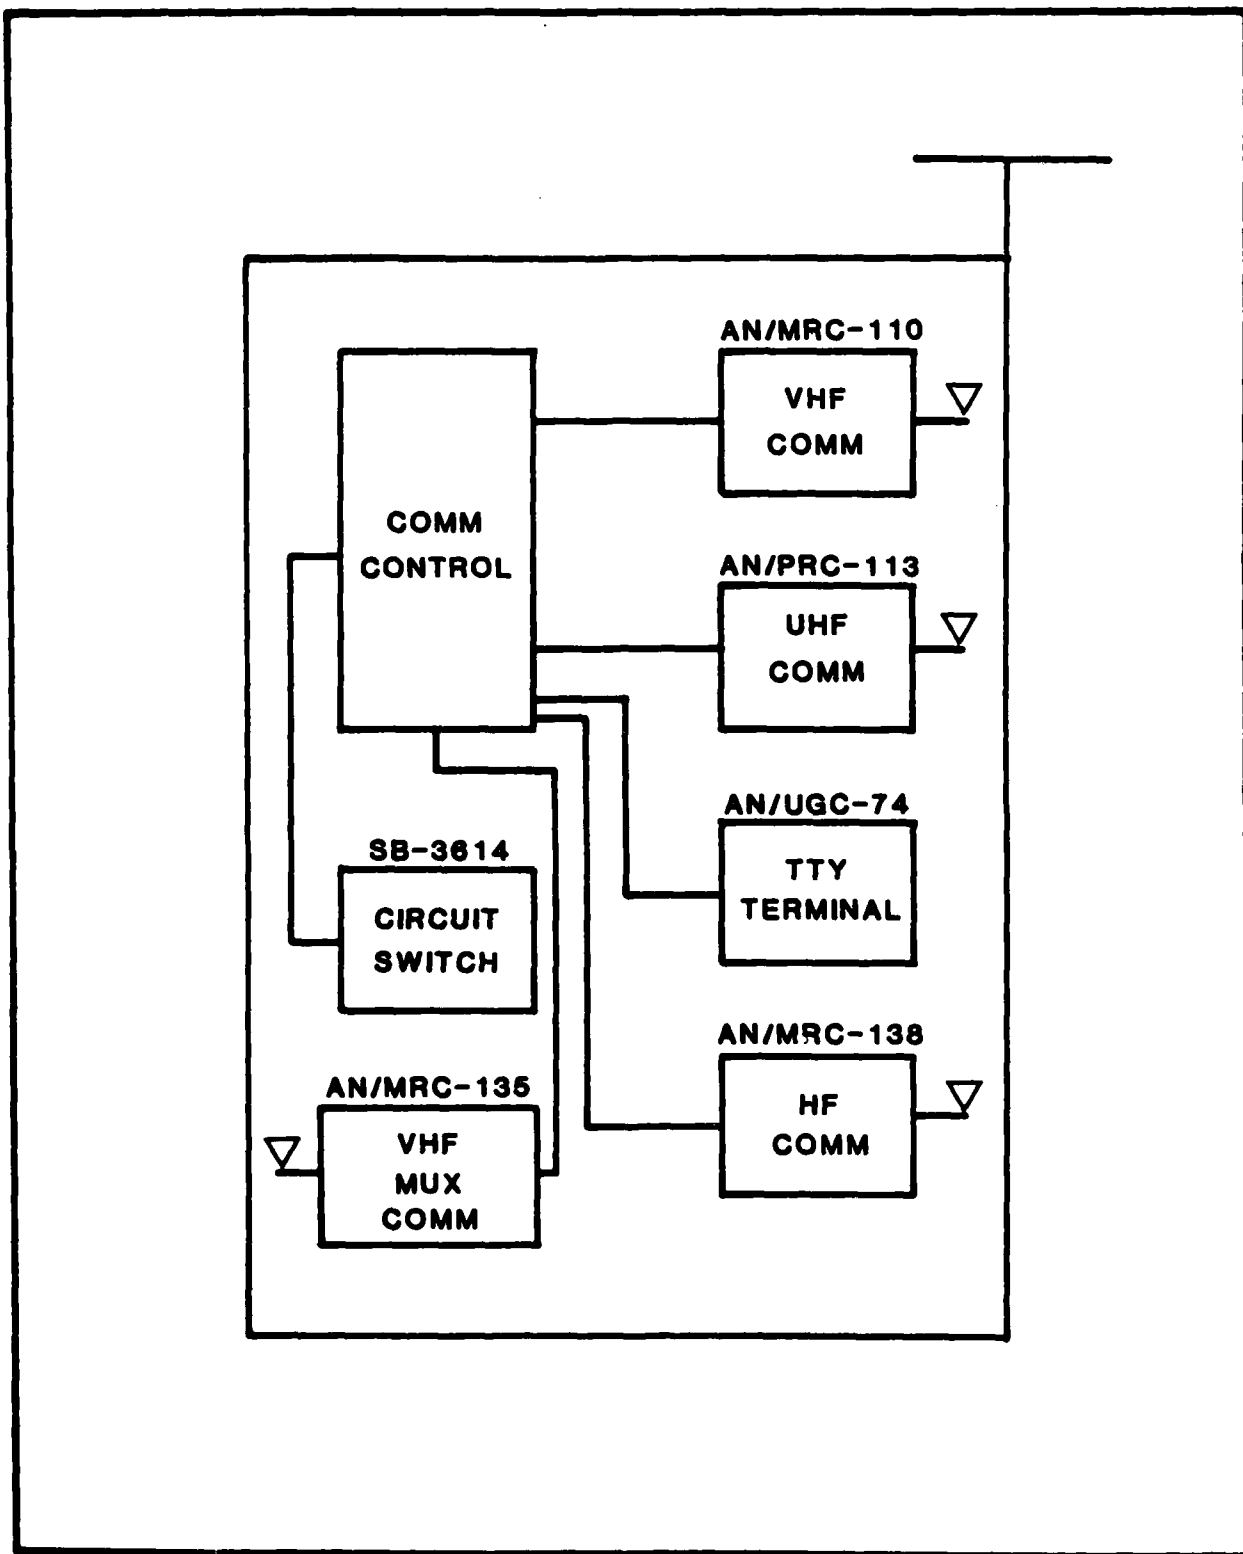 AN/MRC-110
VHF
COMM
COMM
CONTROL
AN/PRC-113
UHF
COMM
AN/UGC-74
TTY
TERMINAL
SB-3614
CIRCUIT
SWITCH
AN/MRC-138
HF
COMM
AN/MRC-135
VHF
MUX
COMM